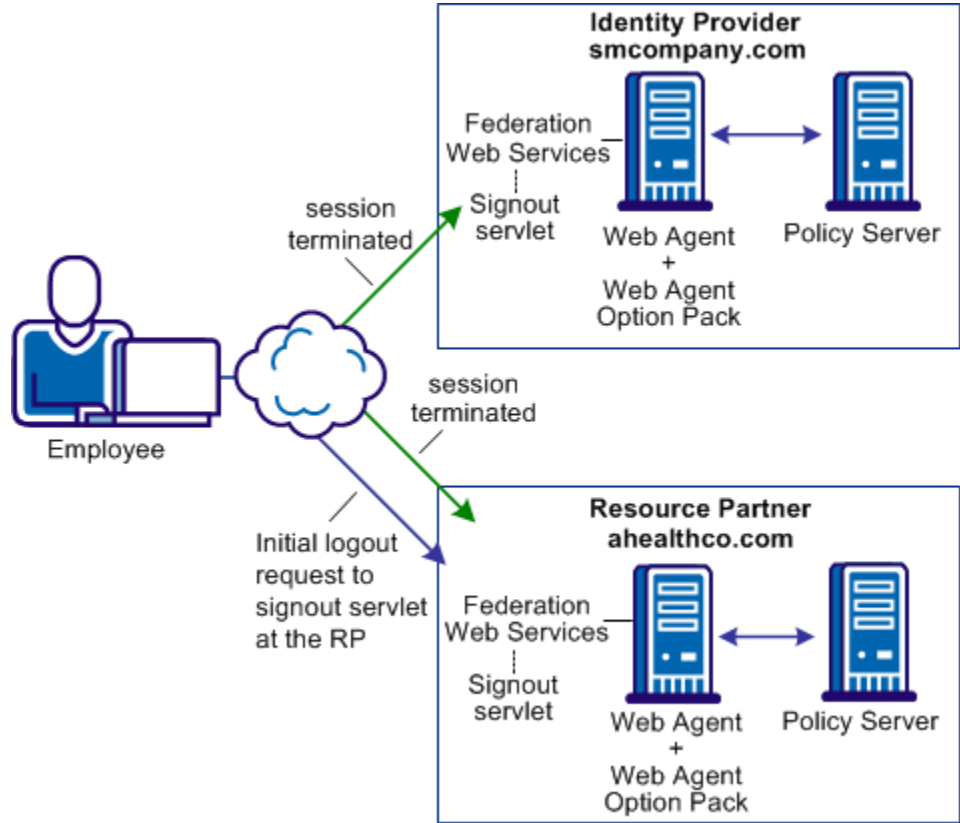 Identity Provider
smcompany.com
Federation
Web Services
Signout
servlet
Web Agent
+
Web Agent
Option Pack
Policy Server
session
terminated
Employee
session
terminated
Initial logout
request to
signout servlet
at the RP
Resource Partner
ahealthco.com
Federation
Web Services
Signout
servlet
Web Agent
+
Web Agent
Option Pack
Policy Server